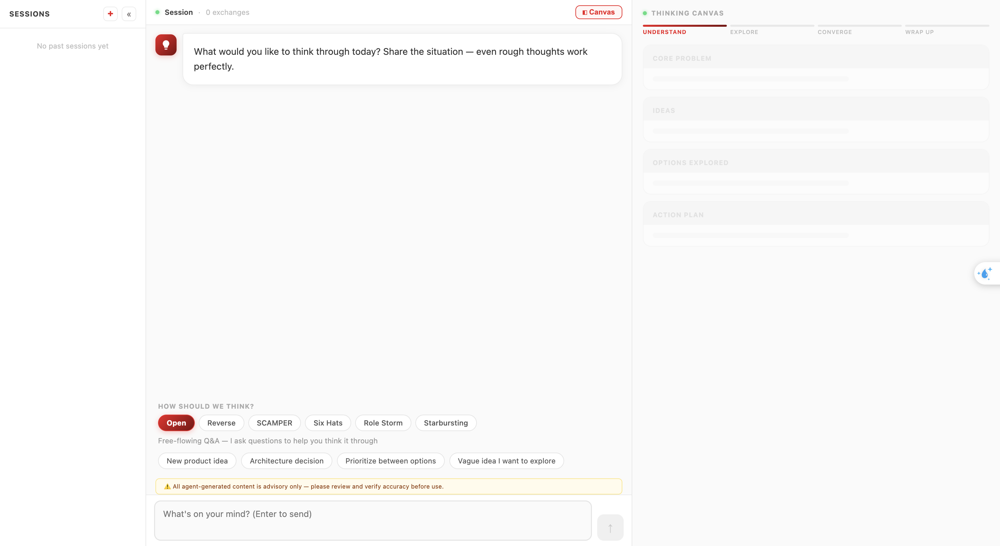 SESSIONS
+
«
No past sessions yet
Session · 0 exchanges
Canvas
What would you like to think through today? Share the situation — even rough thoughts work
perfectly.
HOW SHOULD WE THINK?
Open
Reverse
SCAMPER
Six Hats
Role Storm
Starbursting
Free-flowing Q&A — I ask questions to help you think it through
New product idea
Architecture decision
Prioritize between options
Vague idea I want to explore
⚠️ All agent-generated content is advisory only — please review and verify accuracy before use.
What's on your mind? (Enter to send)
↑
THINKING CANVAS
UNDERSTAND
EXPLORE
CONVERGE
WRAP UP
CORE PROBLEM
IDEAS
OPTIONS EXPLORED
ACTION PLAN